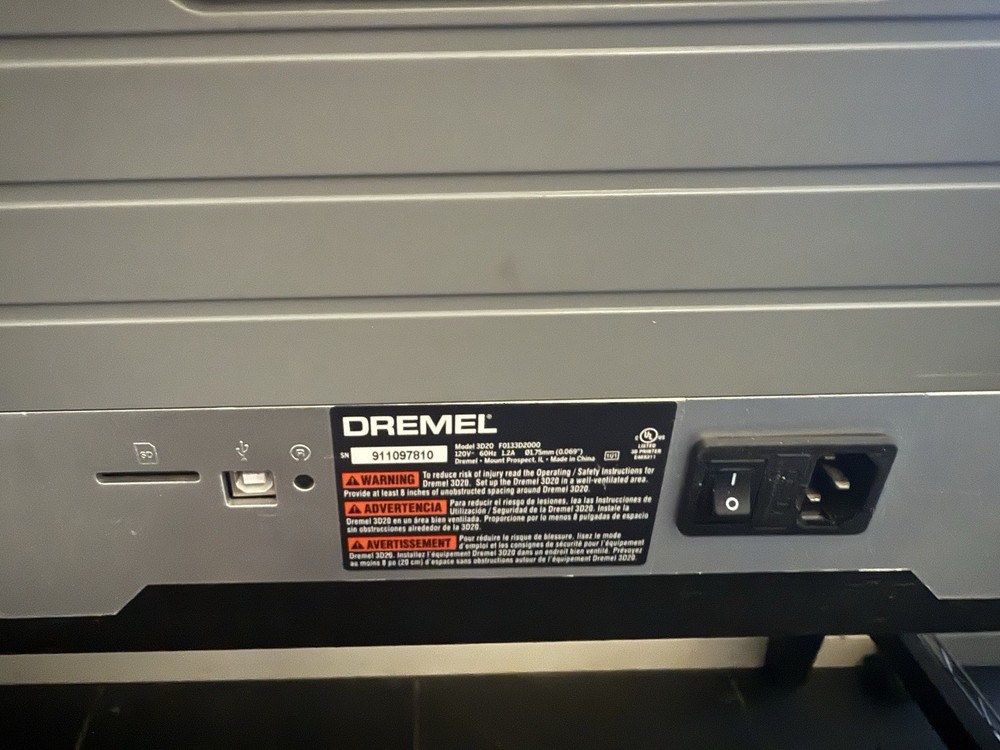 SD
R
DREMEL®
SN 911097810
Model 3D20 F0133D2000
120V~ 60Hz 1.2A Ø1.75mm (0.069")
Dremel • Mount Prospect, IL • Made in China
C UL US
LISTED
3D PRINTER
E465271
WARNING To reduce risk of injury read the Operating / Safety Instructions for
Dremel 3D20. Set up the Dremel 3D20 in a well-ventilated area.
Provide at least 8 inches of unobstructed spacing around Dremel 3D20.
ADVERTENCIA Para reducir el riesgo de lesiones, lea las Instrucciones de
Utilización / Seguridad de la Dremel 3D20. Instale la
Dremel 3D20 en un área bien ventilada. Proporcione por lo menos 8 pulgadas de espacio
sin obstrucciones alrededor de la 3D20.
AVERTISSEMENT Pour réduire le risque de blessure, lisez le mode
d'emploi et les consignes de sécurité pour l'équipement
Dremel 3D20. Installez l'équipement Dremel 3D20 dans un endroit bien ventilé. Prévoyez
au moins 8 po (20 cm) d'espace sans obstructions autour de l'équipement Dremel 3D20.